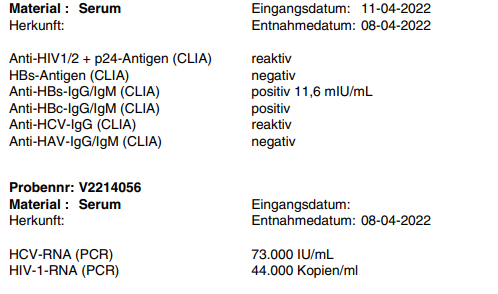 Material : Serum Eingangsdatum: 11-04-2022
Herkunft: Entnahmedatum: 08-04-2022
Anti-HIV1/2 + p24-Antigen (CLIA) reaktiv
HBs-Antigen (CLIA) negativ
Anti-HBs-IgG/IgM (CLIA) positiv 11,6 mIU/mL
Anti-HBc-IgG/IgM (CLIA) positiv
Anti-HCV-IgG (CLIA) reaktiv
Anti-HAV-IgG/IgM (CLIA) negativ
Probennr: V2214056
Material : Serum Eingangsdatum:
Herkunft: Entnahmedatum: 08-04-2022
HCV-RNA (PCR) 73.000 IU/mL
HIV-1-RNA (PCR) 44.000 Kopien/ml